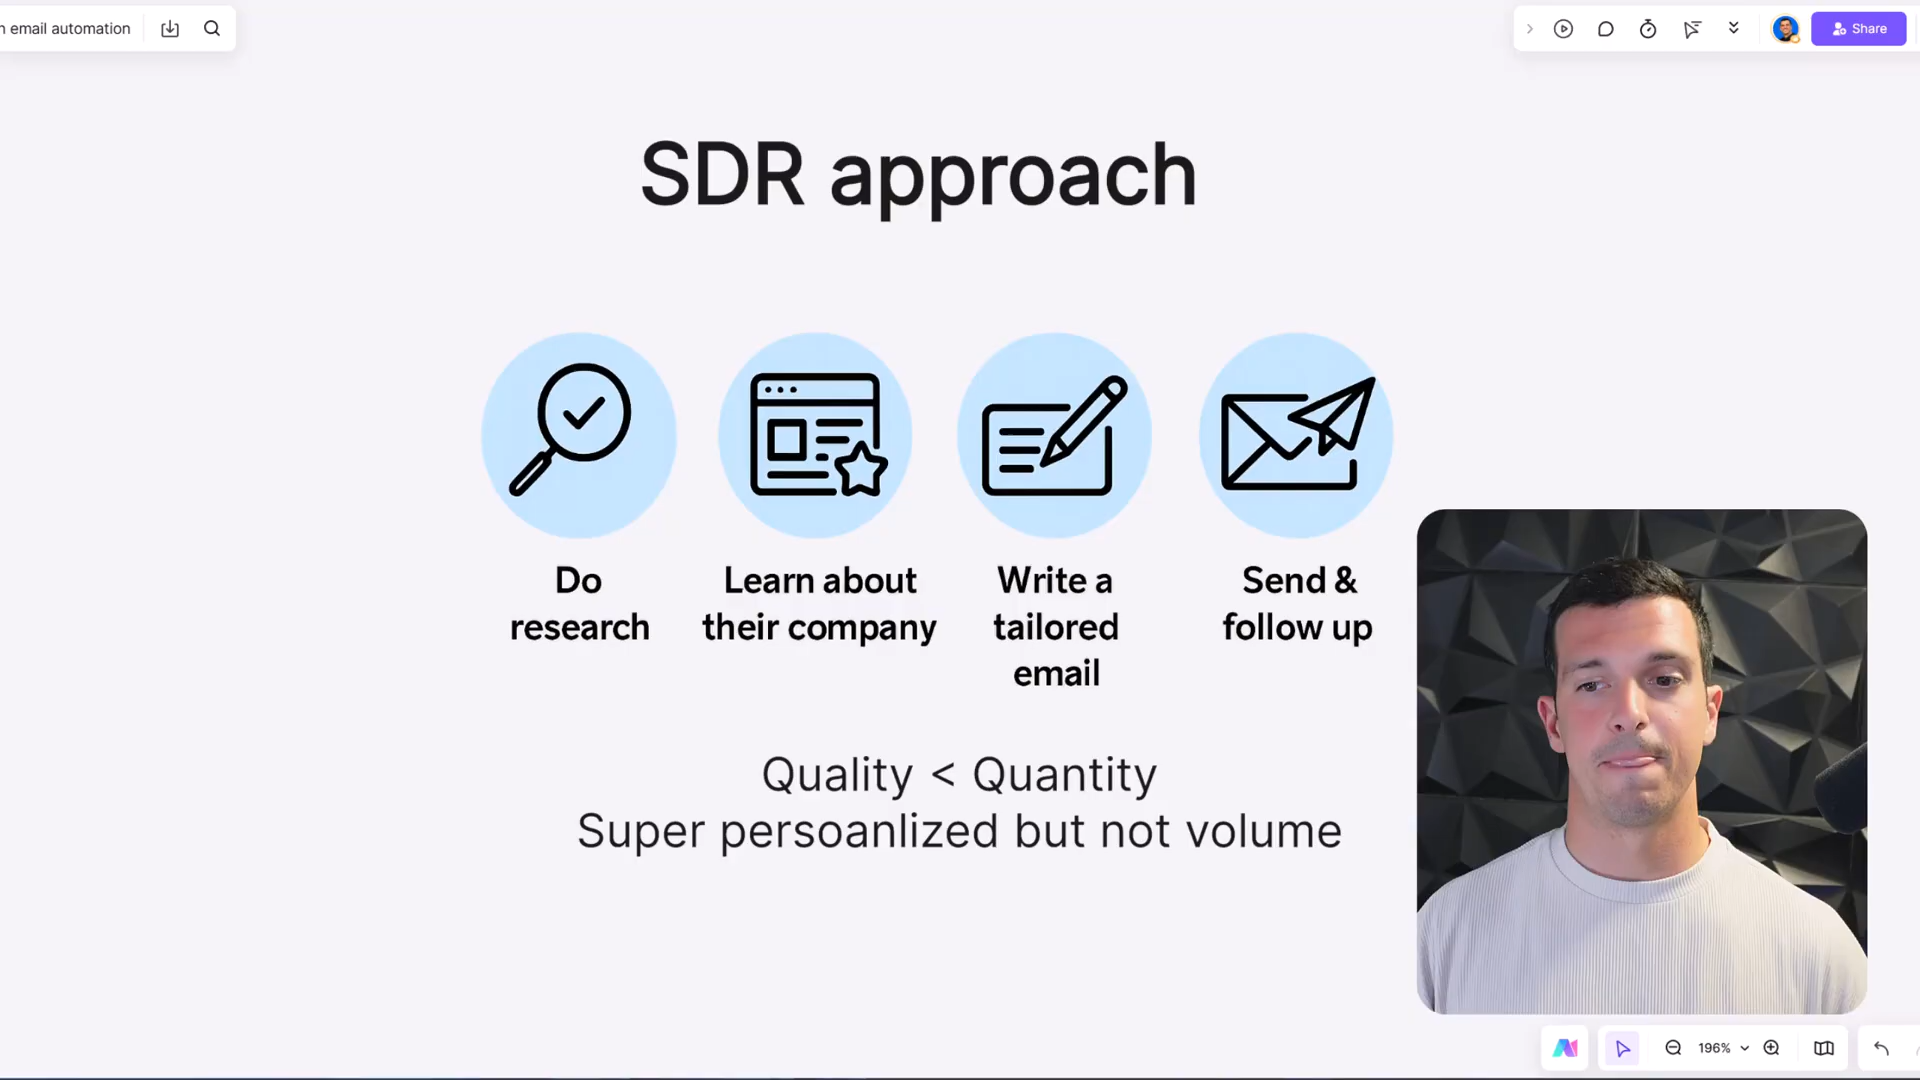 n email automation
Share
SDR approach
Do
research
Learn about
their company
Write a
tailored
email
Send &
follow up
Quality < Quantity
Super persoanlized but not volume
196%